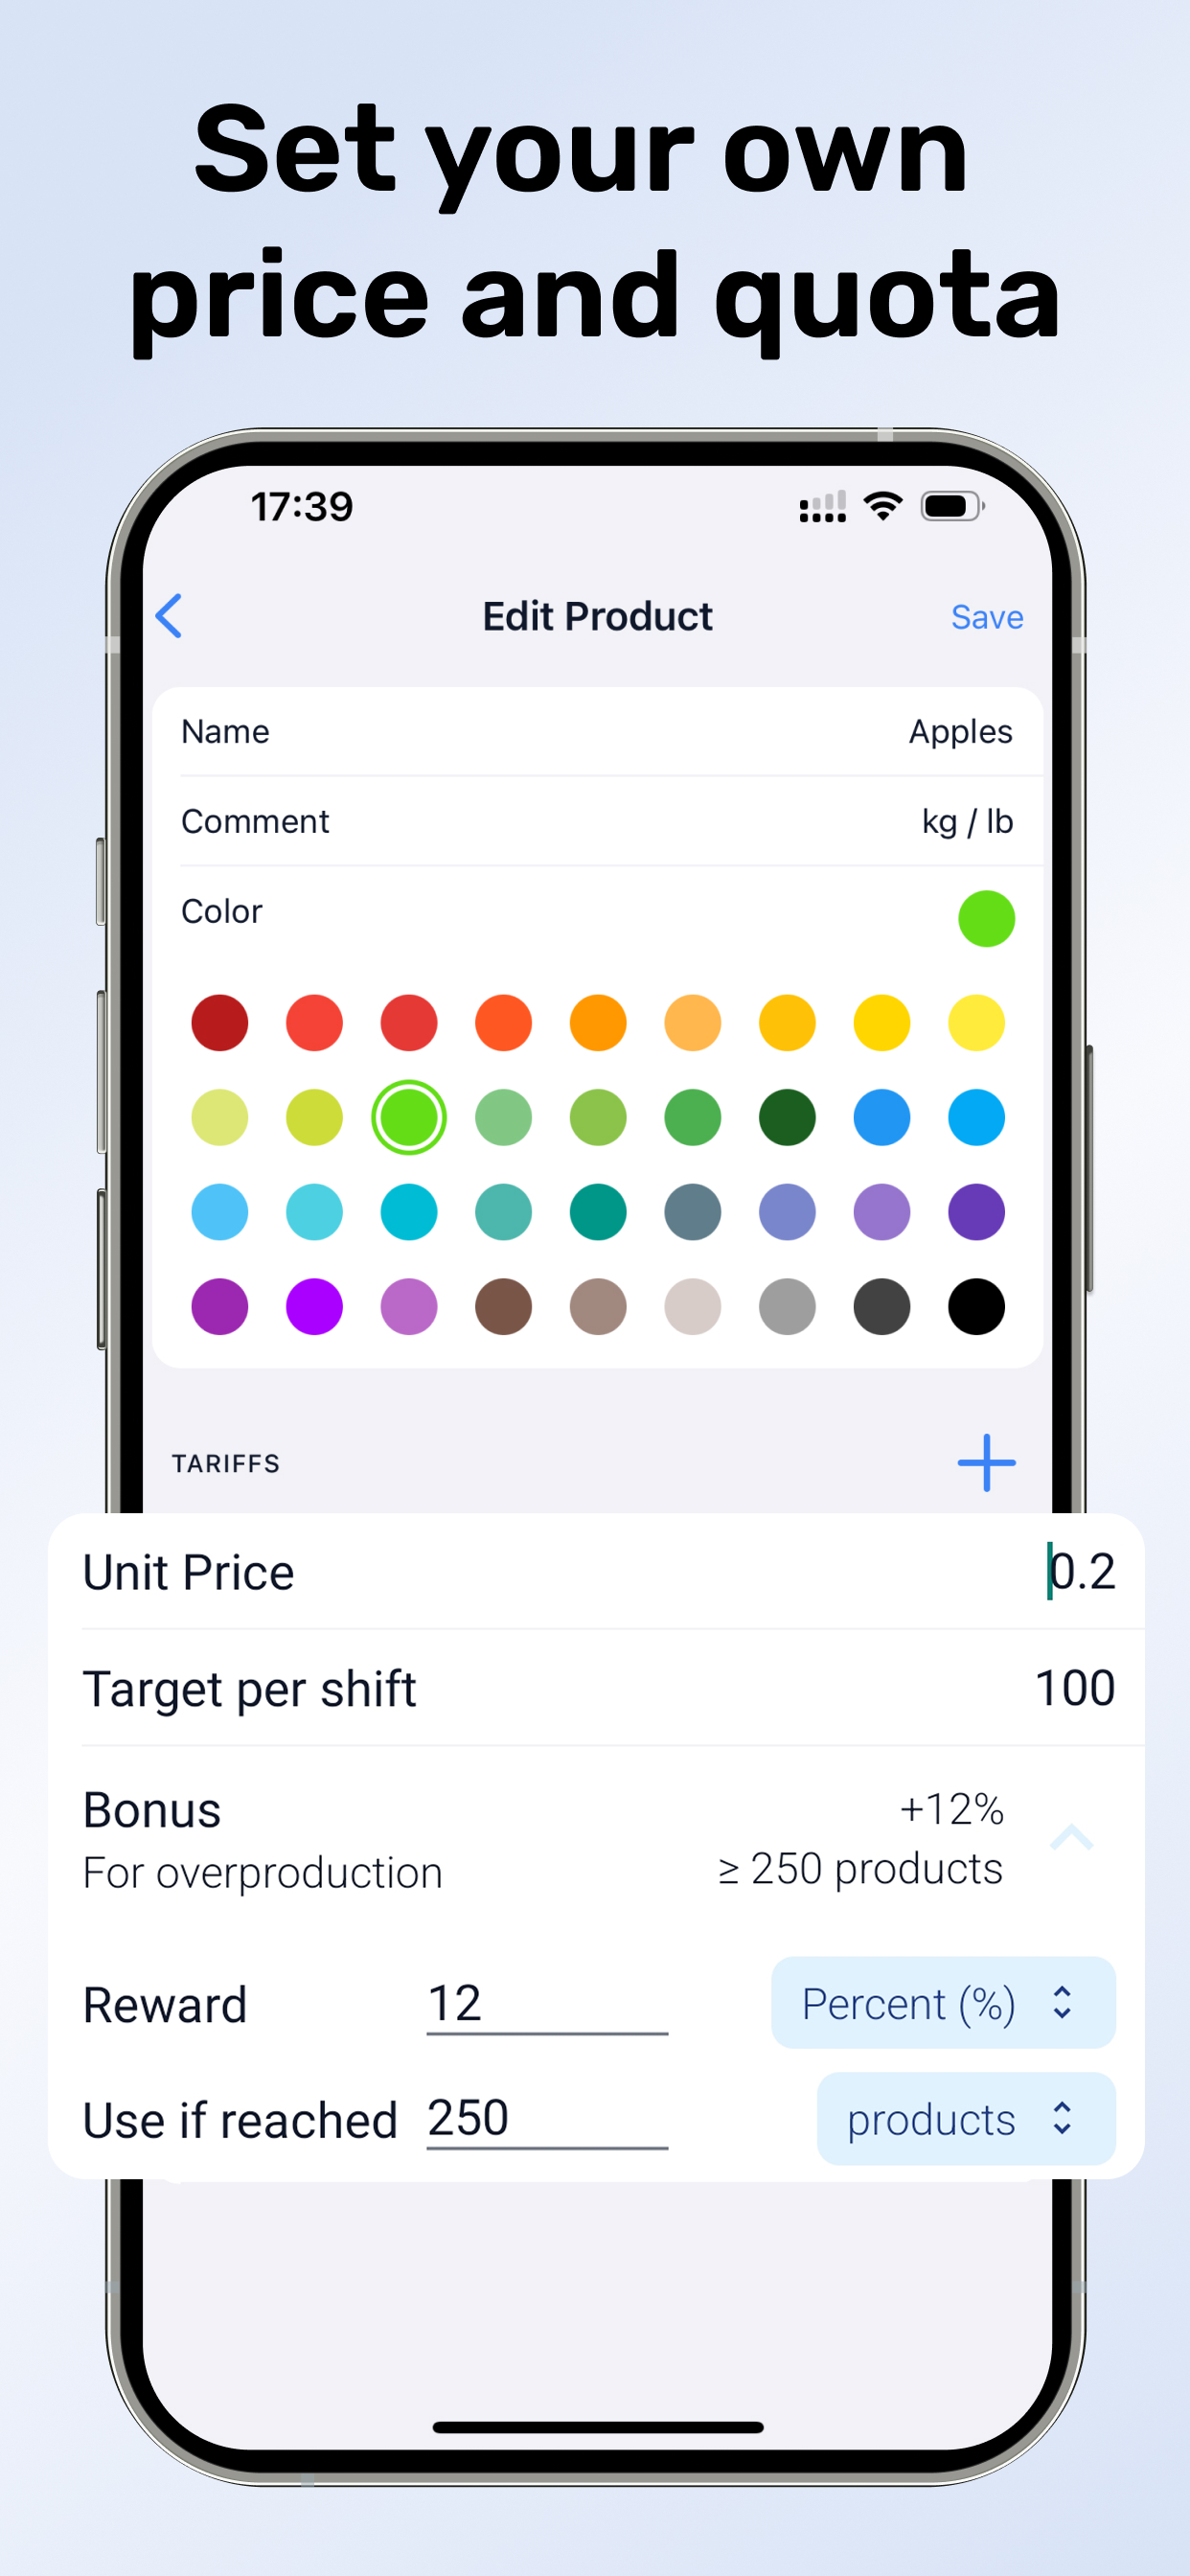 Set your own
price and quota
17:39
Edit Product
Save
Name
Apples
Comment
kg / lb
Color
TARIFFS
Unit Price
0.2
Target per shift
100
Bonus
+12%
For overproduction
≥ 250 products
Reward
12
Percent (%)
Use if reached
250
products